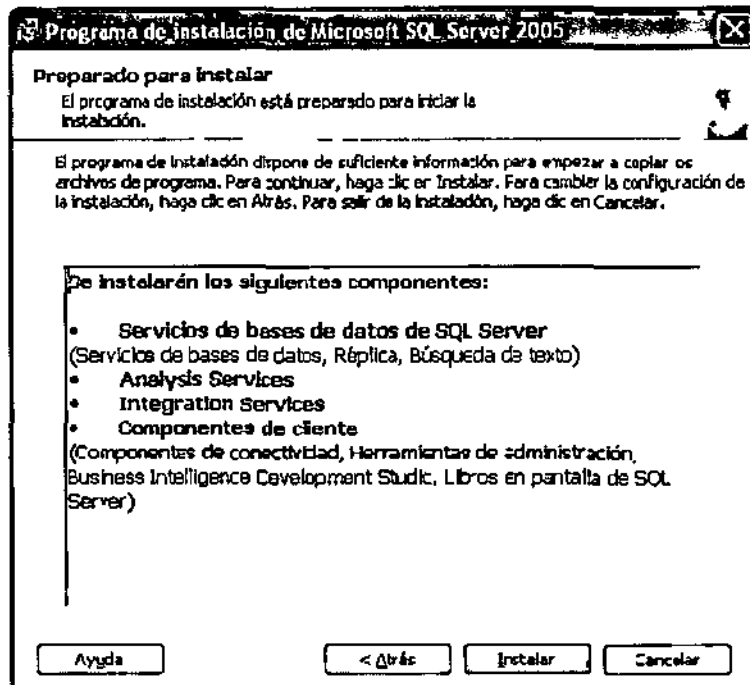 Programa de instalación de Microsoft SQL Server 2005
Preparado para instalar
El programa de instalación está preparado para iniciar la
instalación.
El programa de instalación dispone de suficiente información para empezar a copiar os
archivos de programa. Para continuar, haga clic en Instalar. Para cambiar la configuración de
la instalación, haga clic en Atrás. Para salir de la instalación, haga clic en Cancelar.
Se instalarán los siguientes componentes:
• Servicios de bases de datos de SQL Server
(Servicios de bases de datos, Réplica, Búsqueda de texto)
• Analysis Services
• Integration Services
• Componentes de cliente
(Componentes de conectividad, Herramientas de administración,
Business Intelligence Development Studio, Libros en pantalla de SQL
Server)
Ayuda
< Atrás
Instalar
Cancelar